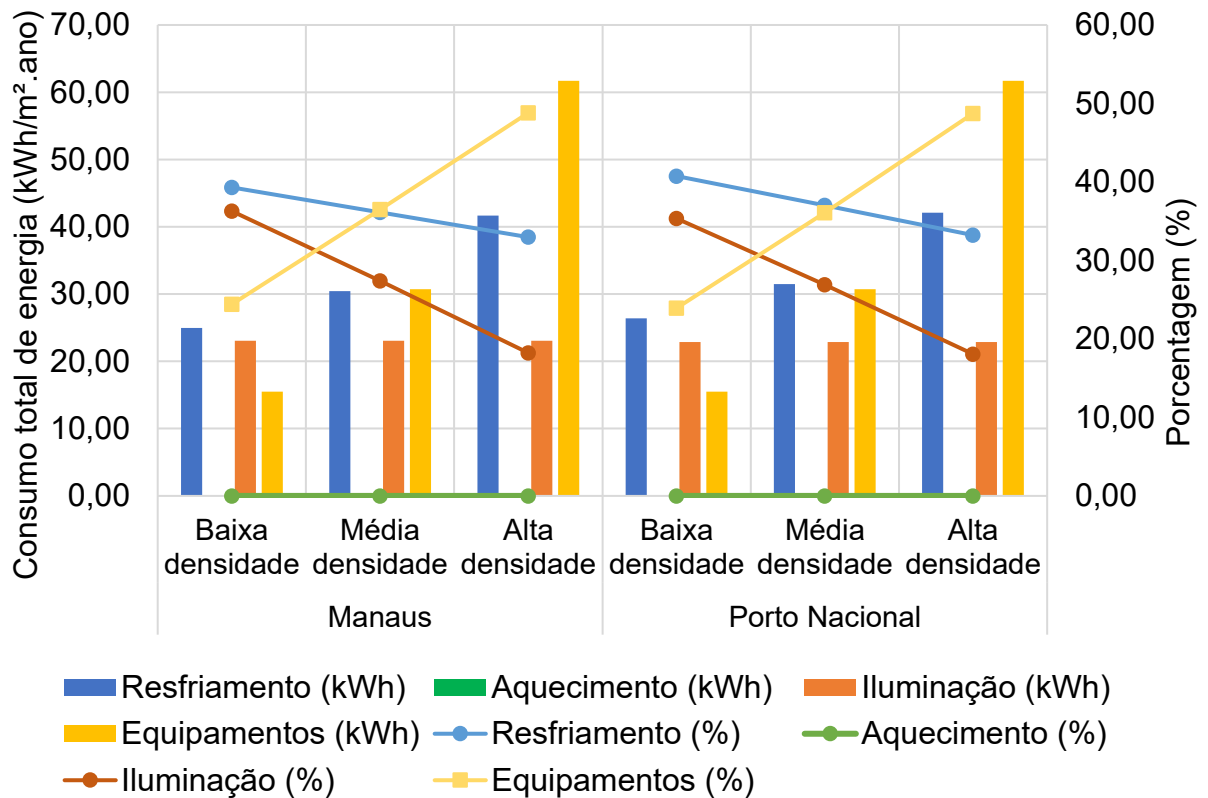 Consumo total de energia (kWh/m².ano)
70,00
60,00
50,00
40,00
30,00
20,00
10,00
0,00
60,00
50,00
40,00
30,00
20,00
10,00
0,00
Porcentagem (%)
Baixa densidade
Média densidade
Alta densidade
Baixa densidade
Média densidade
Alta densidade
Manaus
Porto Nacional
Resfriamento (kWh)
Aquecimento (kWh)
Iluminação (kWh)
Equipamentos (kWh)
Resfriamento (%)
Aquecimento (%)
Iluminação (%)
Equipamentos (%)